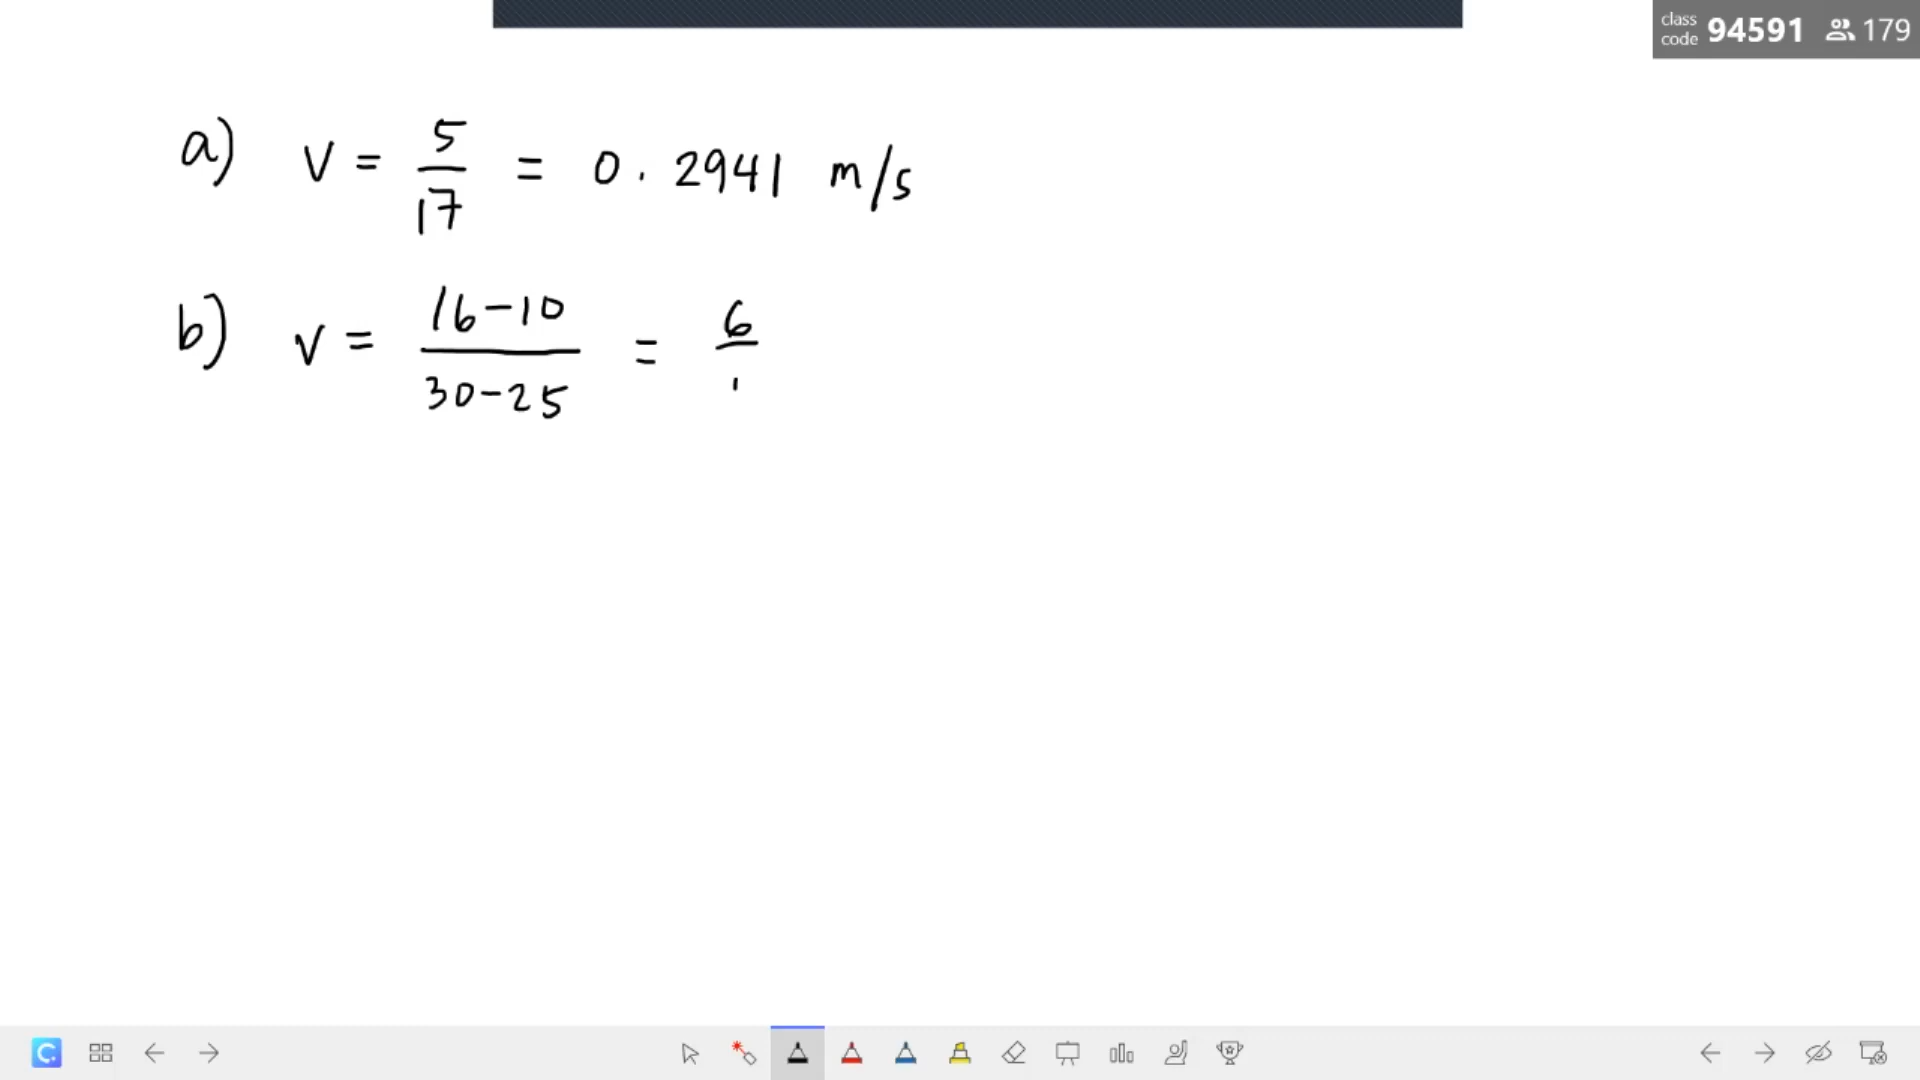 class code 94591 179
a) v = 5/17 = 0.2941 m/s
b) v = 16-10/30-25 = 6/